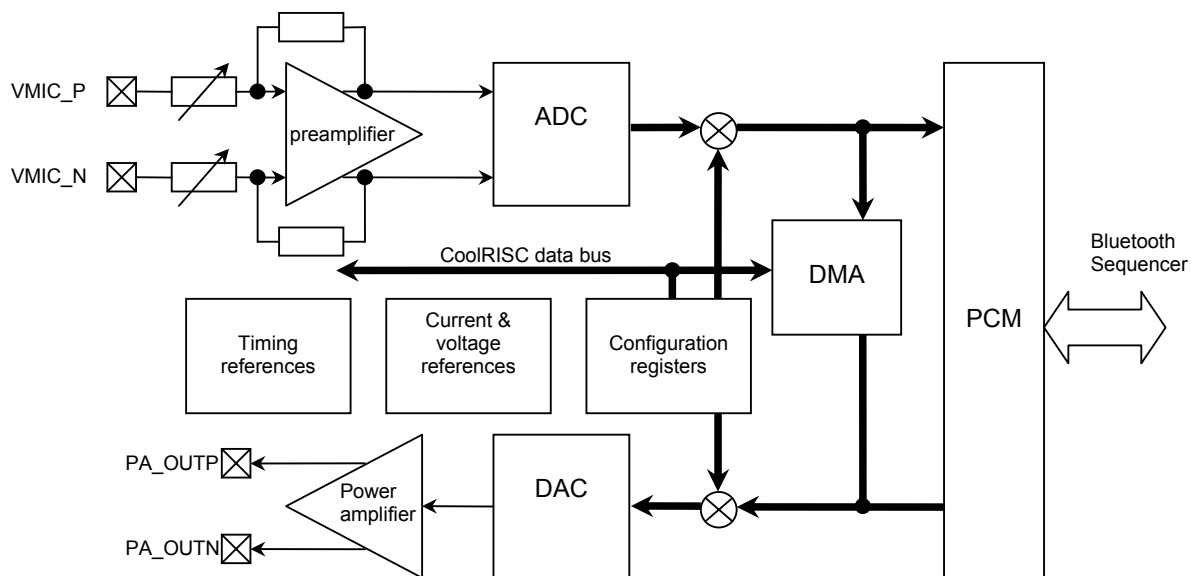 VMIC_P
preamplifier
ADC
VMIC_N
CoolRISC data bus
DMA
Bluetooth
Sequencer
PCM
Timing
references
Current &
voltage
references
Configuration
registers
PA_OUTP
Power
amplifier
DAC
PA_OUTN